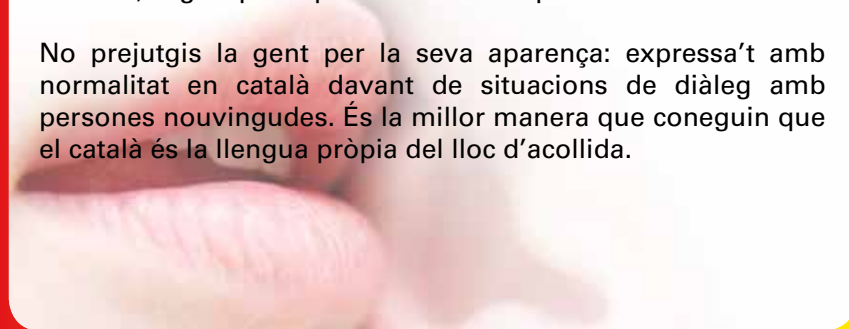 No prejutgis la gent per la seva aparença: expressa’t amb
normalitat en català davant de situacions de diàleg amb
persones nouvingudes. És la millor manera que coneguin que
el català és la llengua pròpia del lloc d’acollida.